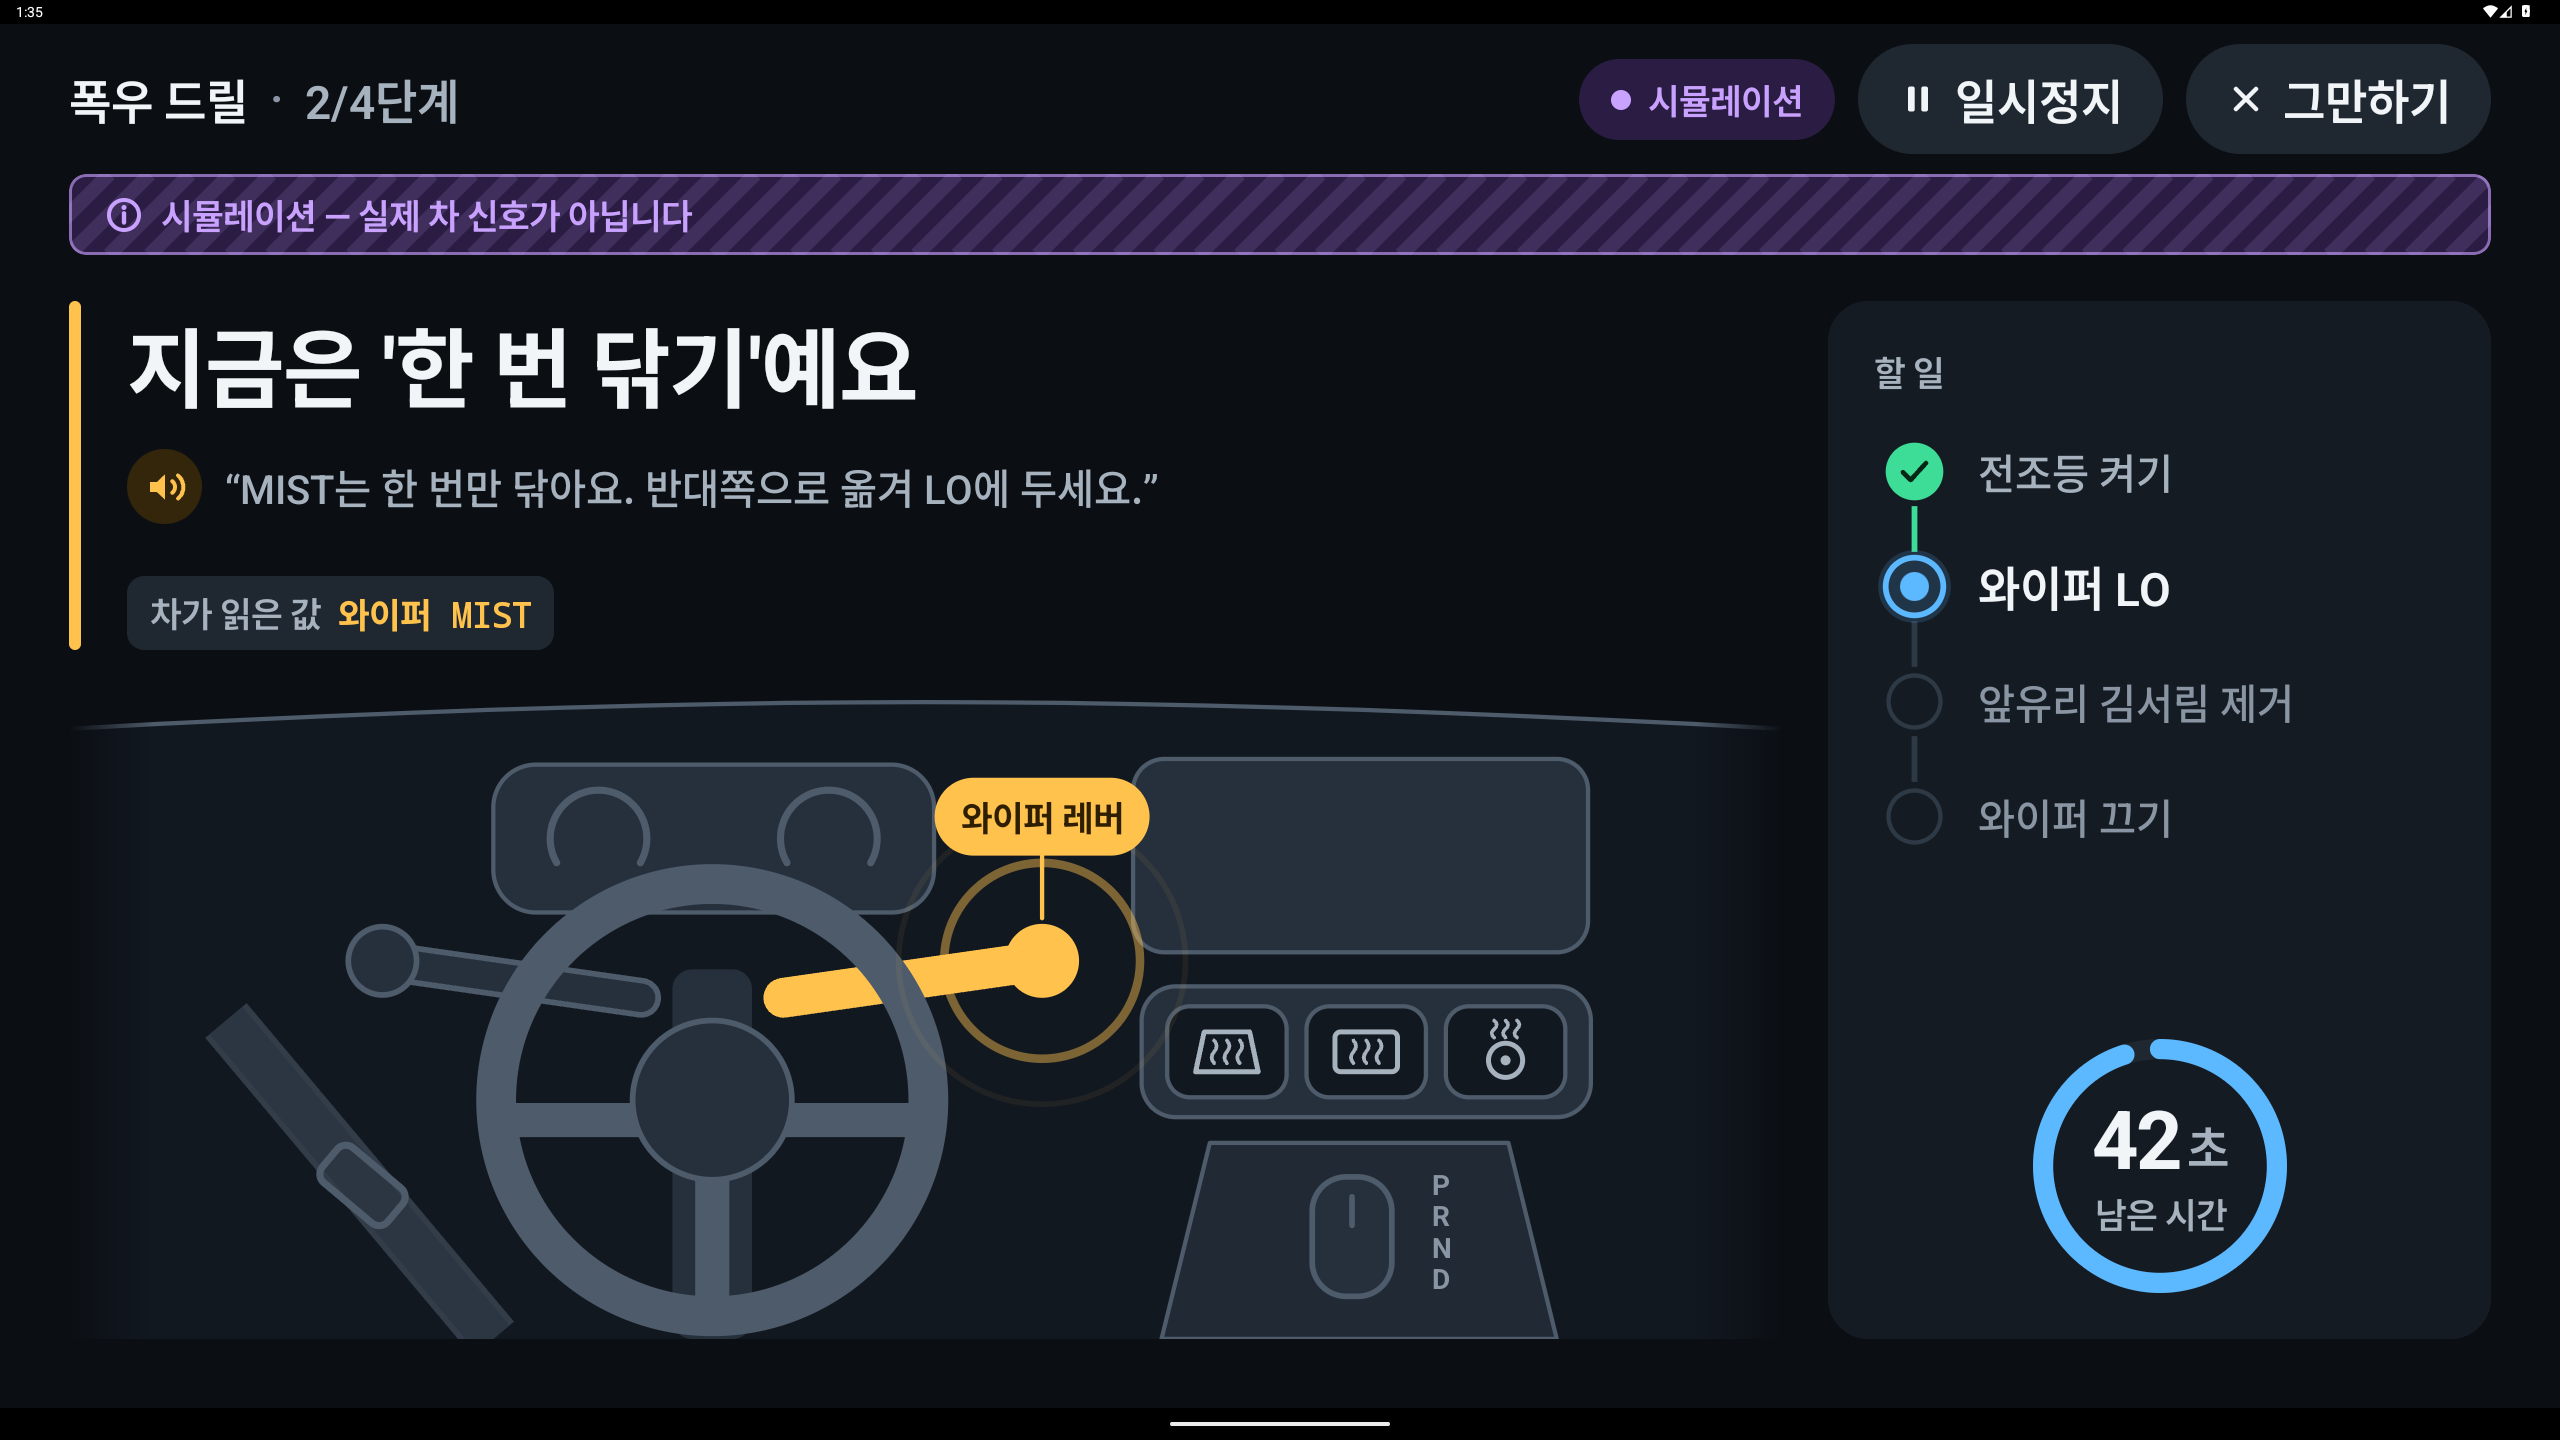 1:35
폭우 드릴 · 2/4단계
시뮬레이션
일시정지
그만하기
시뮬레이션 – 실제 차 신호가 아닙니다
지금은 '한 번 닦기'예요
“MIST는 한 번만 닦아요. 반대쪽으로 옮겨 LO에 두세요.”
차가 읽은 값 와이퍼 MIST
와이퍼 레버
P
R
N
D
할 일
전조등 켜기
와이퍼 LO
앞유리 김서림 제거
와이퍼 끄기
42초
남은 시간